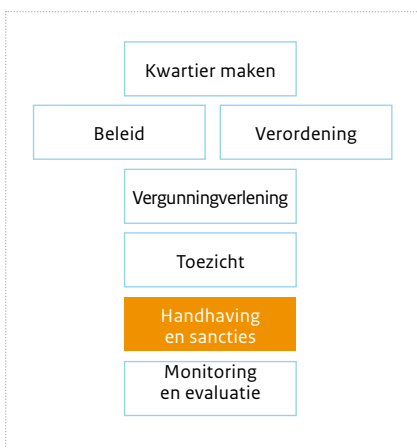 Kwartier maken
Beleid
Verordening
Vergunningverlening
Toezicht
Handhaving
en sancties
Monitoring
en evaluatie